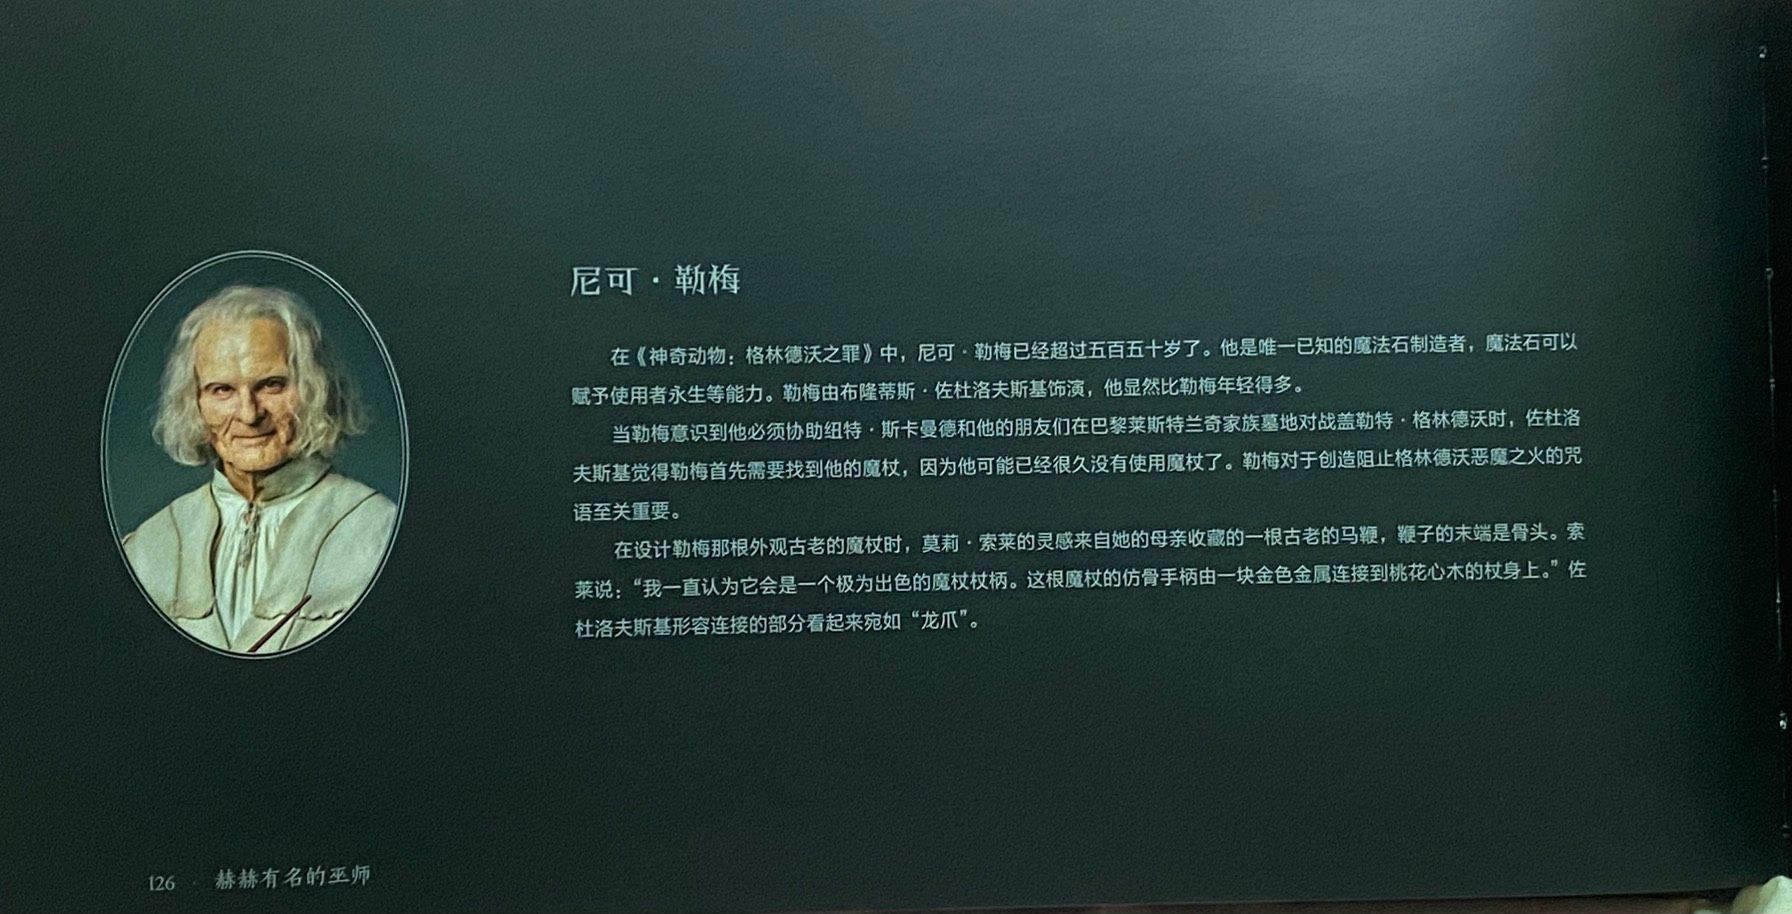 尼可·勒梅
在《神奇动物：格林德沃之罪》中，尼可·勒梅已经超过五百五十岁了。他是唯一已知的魔法石制造者，魔法石可以
赋予使用者永生等能力。勒梅由布隆蒂斯·佐杜洛夫斯基饰演，他显然比勒梅年轻得多。
当勒梅意识到他必须协助纽特·斯卡曼德和他的朋友们在巴黎莱斯特兰奇家族墓地对战盖勒特·格林德沃时，佐杜洛
夫斯基觉得勒梅首先需要找到他的魔杖，因为他可能已经很久没有使用魔杖了。勒梅对于创造阻止格林德沃恶魔之火的咒
语至关重要。
在设计勒梅那根外观古老的魔杖时，莫莉·索莱的灵感来自她的母亲收藏的一根古老的马鞭，鞭子的末端是骨头。索
莱说：“我一直认为它会是一个极为出色的魔杖杖柄。这根魔杖的仿骨手柄由一块金色金属连接到桃花心木的杖身上。”佐
杜洛夫斯基形容连接的部分看起来宛如“龙爪”。
126 · 赫赫有名的巫师